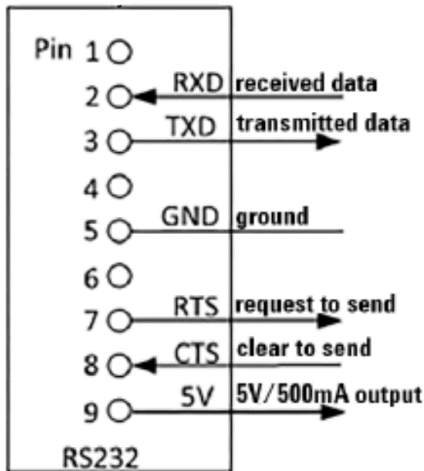 Pin 1
2 RXD received data
3 TXD transmitted data
4
5 GND ground
6
7 RTS request to send
8 CTS clear to send
9 5V 5V/500mA output
RS232